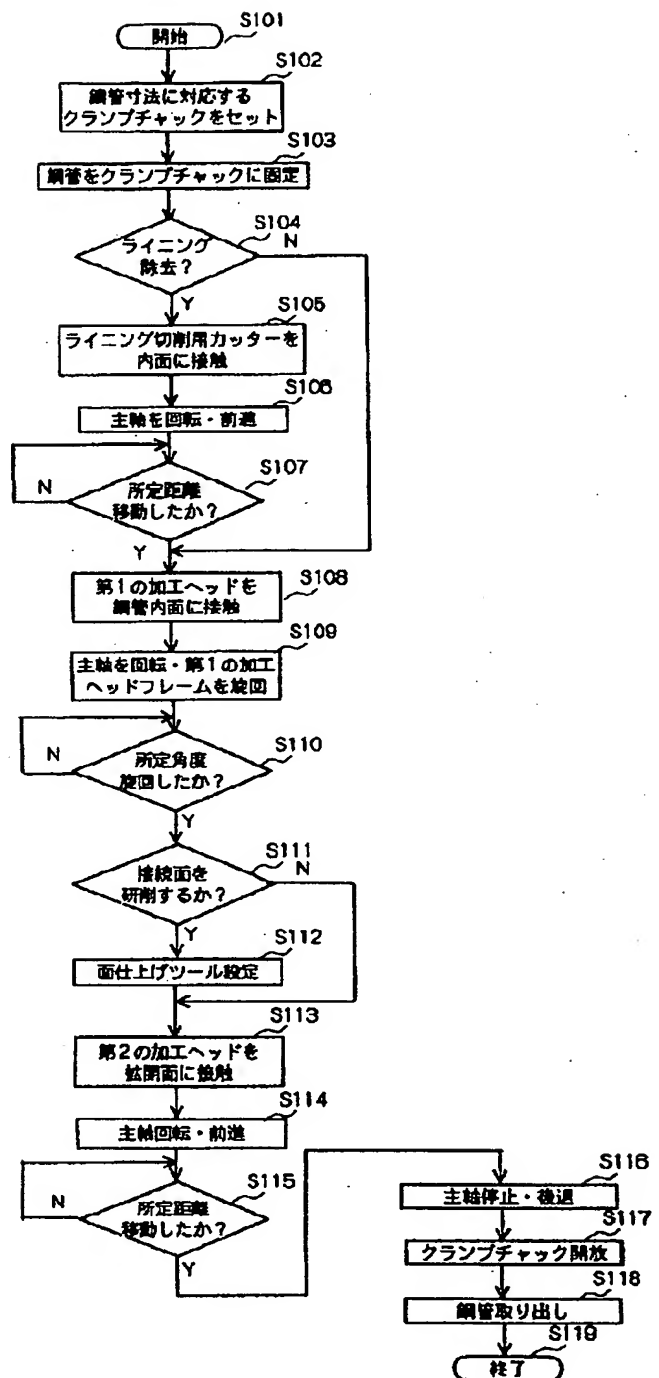 S101
開始
S102
鋼管寸法に対応する
クランプチャックをセット
S103
鋼管をクランプチャックに固定
S104
ライニング
除去？
N
Y
S105
ライニング切削用カッターを
内面に接触
S106
主軸を回転・前進
S107
所定距離
移動したか？
N
Y
第1の加工ヘッドを
鋼管内面に接触
S108
S109
主軸を回転・第1の加工
ヘッドフレームを旋回
S110
所定角度
旋回したか？
N
Y
S111
接続面を
研削するか？
N
Y
S112
面仕上げツール設定
S113
第2の加工ヘッドを
拡開面に接触
S114
主軸回転・前進
S115
所定距離
移動したか？
N
Y
S116
主軸停止・後退
S117
クランプチャック開放
S118
鋼管取り出し
S119
終了